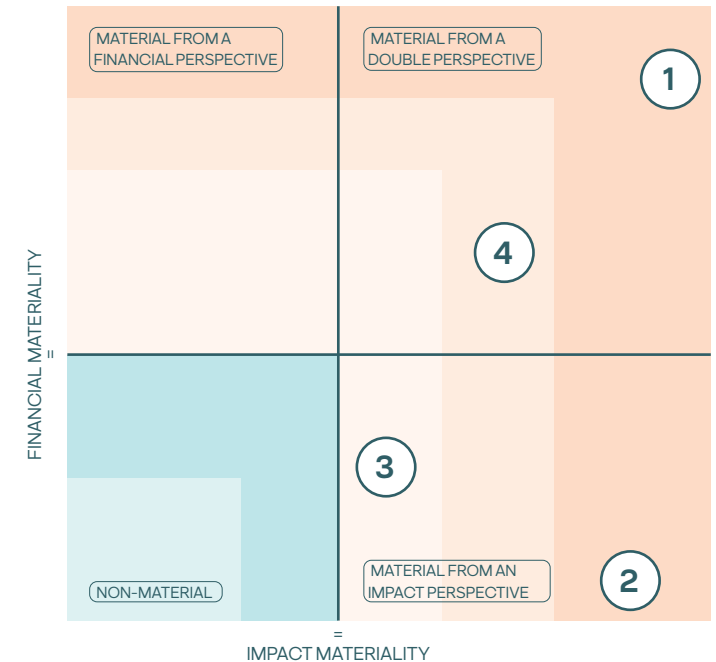 MATERIAL FROM A
FINANCIAL PERSPECTIVE
MATERIAL FROM A
DOUBLE PERSPECTIVE
1
4
FINANCIAL MATERIALITY
=
3
MATERIAL FROM AN
IMPACT PERSPECTIVE
2
NON-MATERIAL
=
IMPACT MATERIALITY